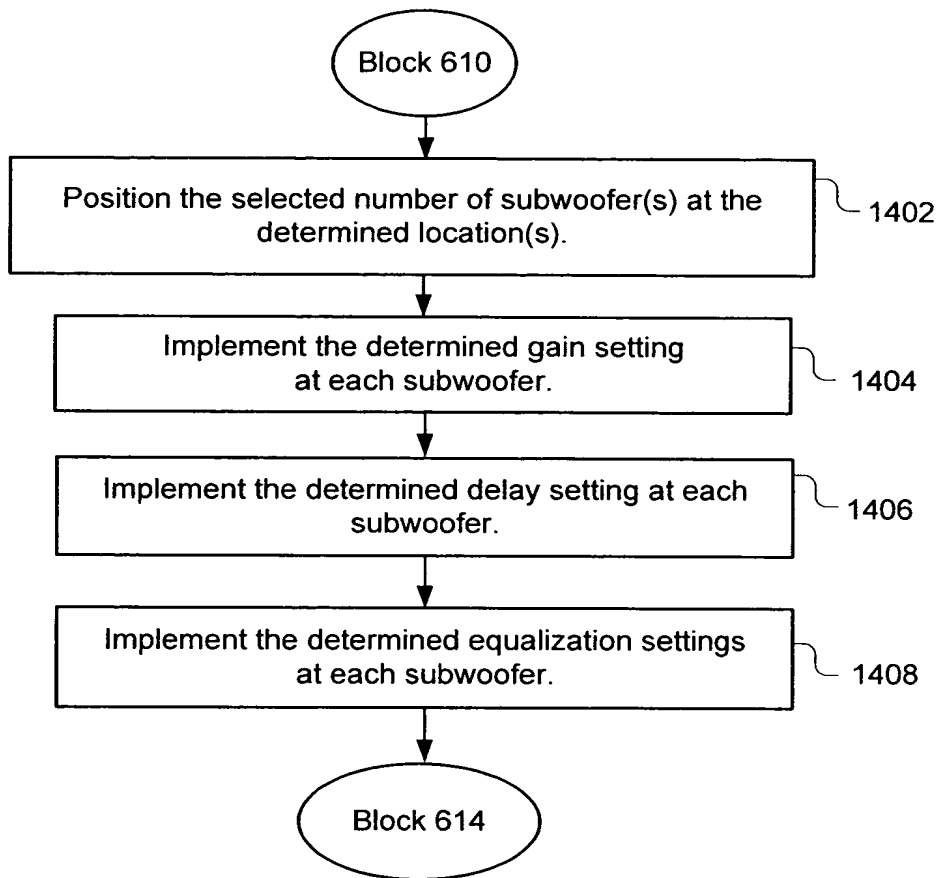 Block 610
Position the selected number of subwoofer(s) at the
determined location(s).
1402
Implement the determined gain setting
at each subwoofer.
1404
Implement the determined delay setting at each
subwoofer.
1406
Implement the determined equalization settings
at each subwoofer.
1408
Block 614